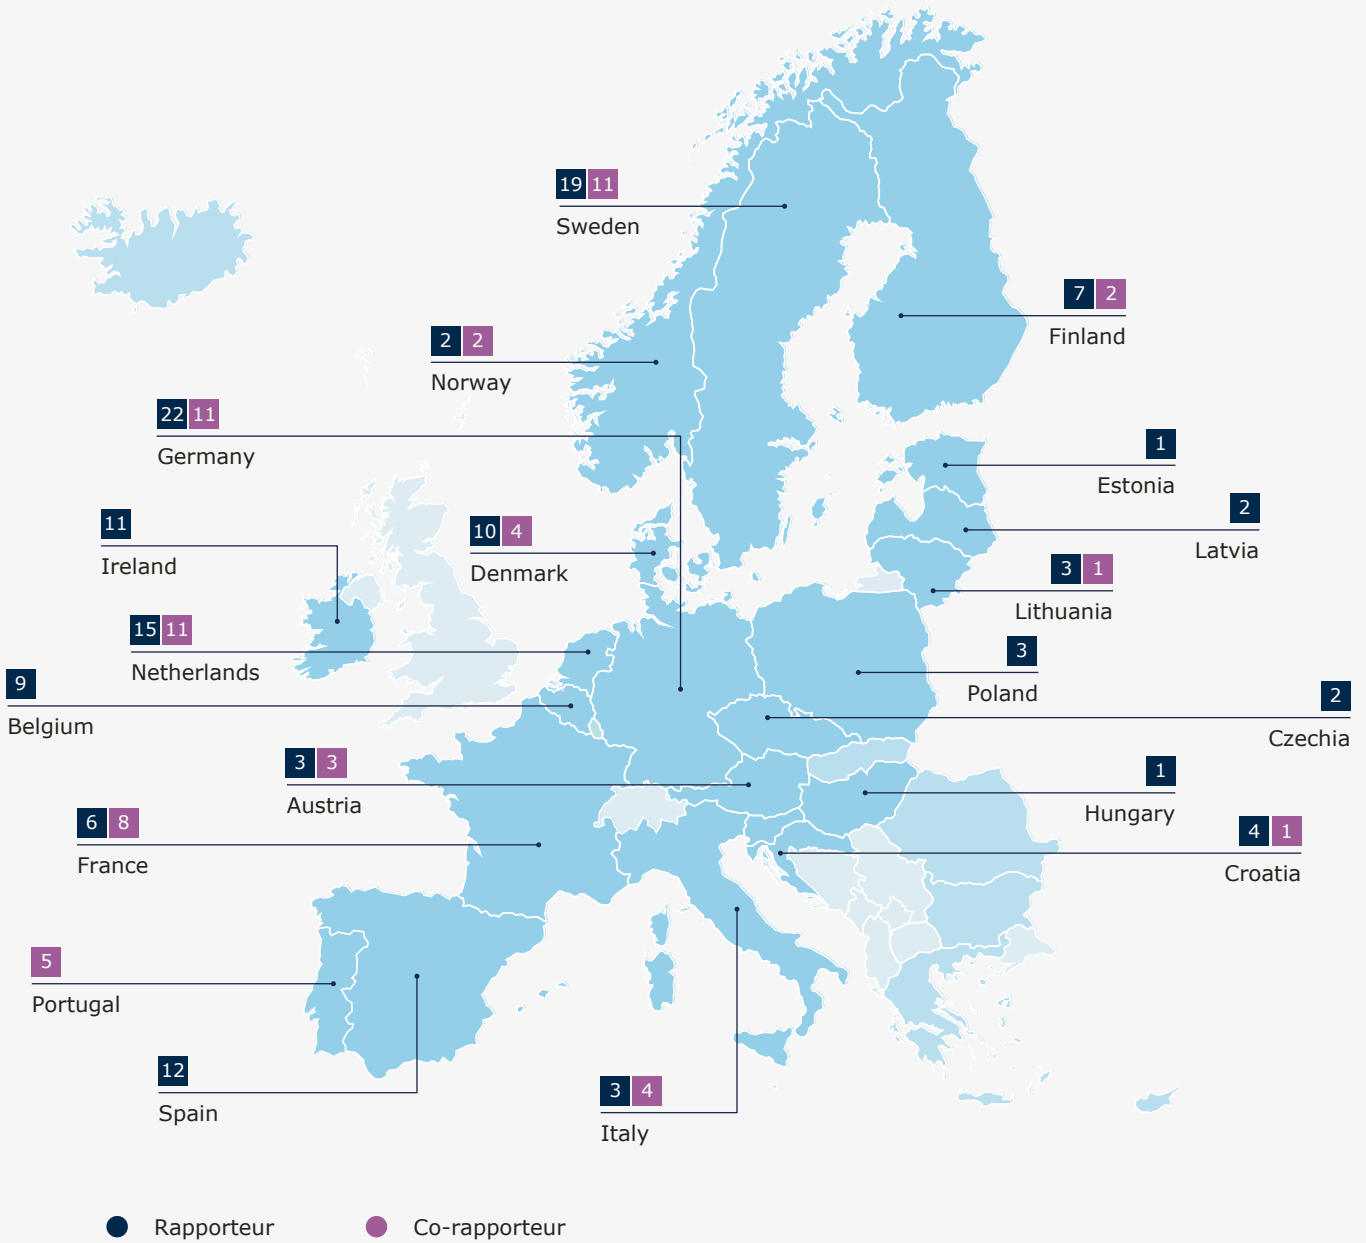 19 11
Sweden
7 2
Finland
2 2
Norway
22 11
Germany
1
Estonia
2
Latvia
11
Ireland
10 4
Denmark
3 1
Lithuania
15 11
Netherlands
3
Poland
9
Belgium
2
Czechia
3 3
Austria
1
Hungary
6 8
France
4 1
Croatia
5
Portugal
12
Spain
3 4
Italy
Rapporteur Co-rapporteur